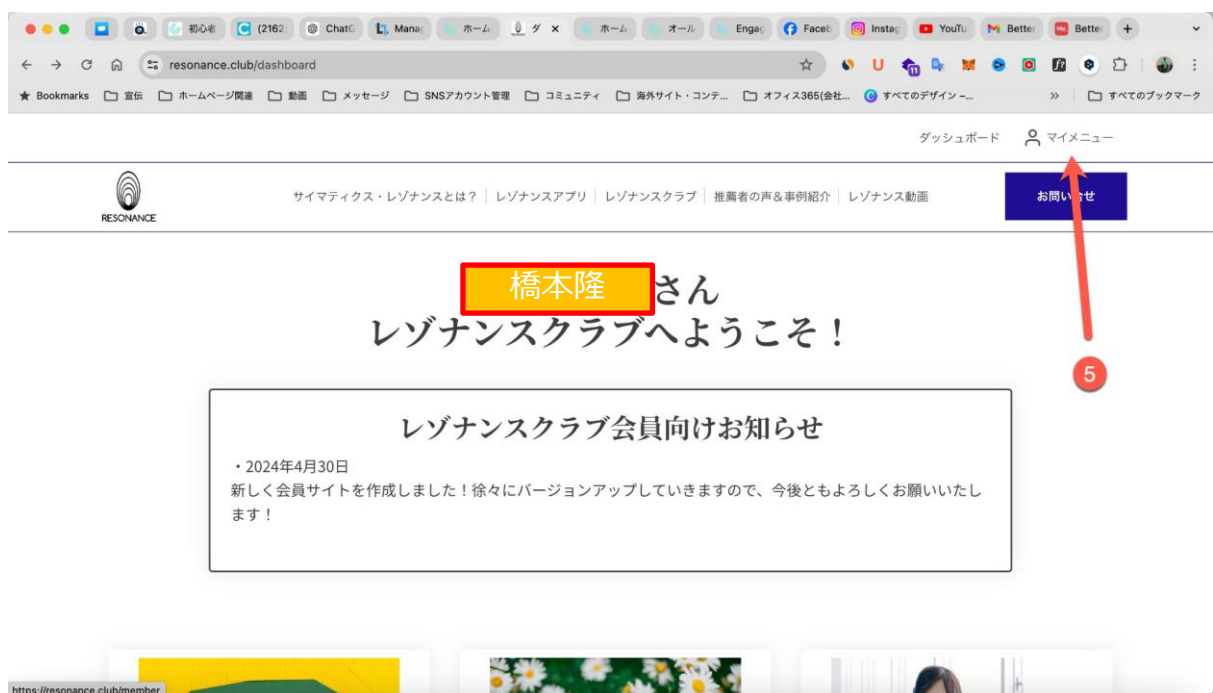 初心者
(2162)
ChatG
Manag
ホーム
ダ
ホーム
オール
Engag
Faceb
Instag
YouTu
Better
Better
resonance.club/dashboard
Bookmarks
宣伝
ホームページ関連
動画
メッセージ
SNSアカウント管理
コミュニティ
海外サイト・コンテ...
オフィス365(会社...
すべてのデザイン –...
»
すべてのブックマーク
ダッシュボード
マイメニュー
RESONANCE
サイマティクス・レゾナンスとは?
レゾナンスアプリ
レゾナンスクラブ
推薦者の声&事例紹介
レゾナンス動画
お問い合せ
橋本隆 さん
レゾナンスクラブへようこそ！
5
レゾナンスクラブ会員向けお知らせ
・2024年4月30日
新しく会員サイトを作成しました！徐々にバージョンアップしていきますので、今後ともよろしくお願いいたし
ます！
https://resonance.club/member